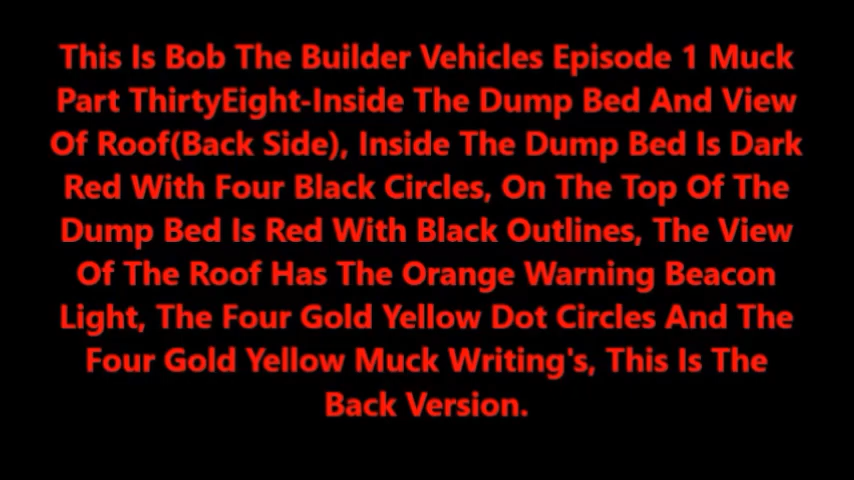 This Is Bob The Builder Vehicles Episode 1 Muck
Part ThirtyEight-Inside The Dump Bed And View
Of Roof(Back Side), Inside The Dump Bed Is Dark
Red With Four Black Circles, On The Top Of The
Dump Bed Is Red With Black Outlines, The View
Of The Roof Has The Orange Warning Beacon
Light, The Four Gold Yellow Dot Circles And The
Four Gold Yellow Muck Writing's, This Is The
Back Version.